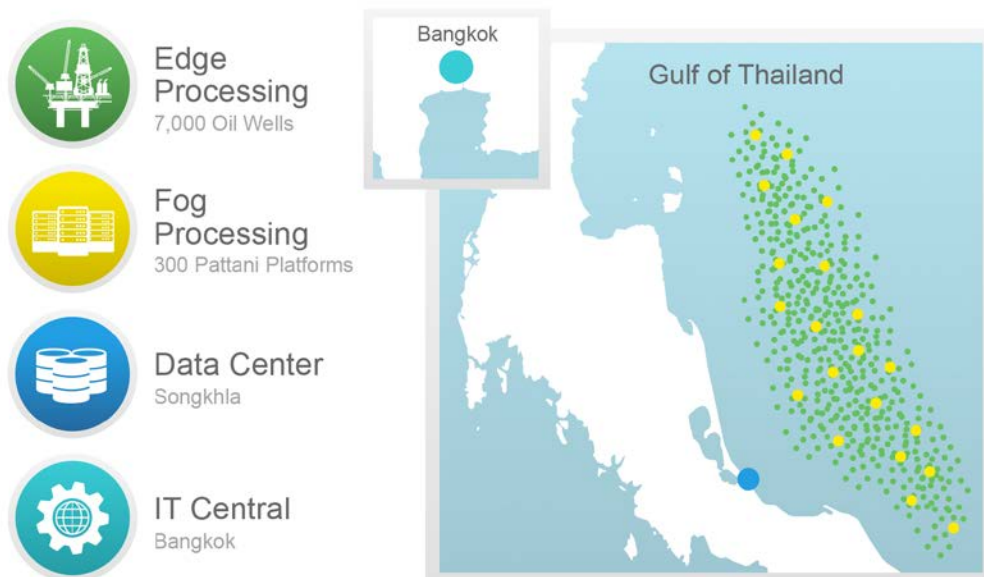 Edge
Processing
7,000 Oil Wells
Fog
Processing
300 Pattani Platforms
Data Center
Songkhla
IT Central
Bangkok
Bangkok
Gulf of Thailand